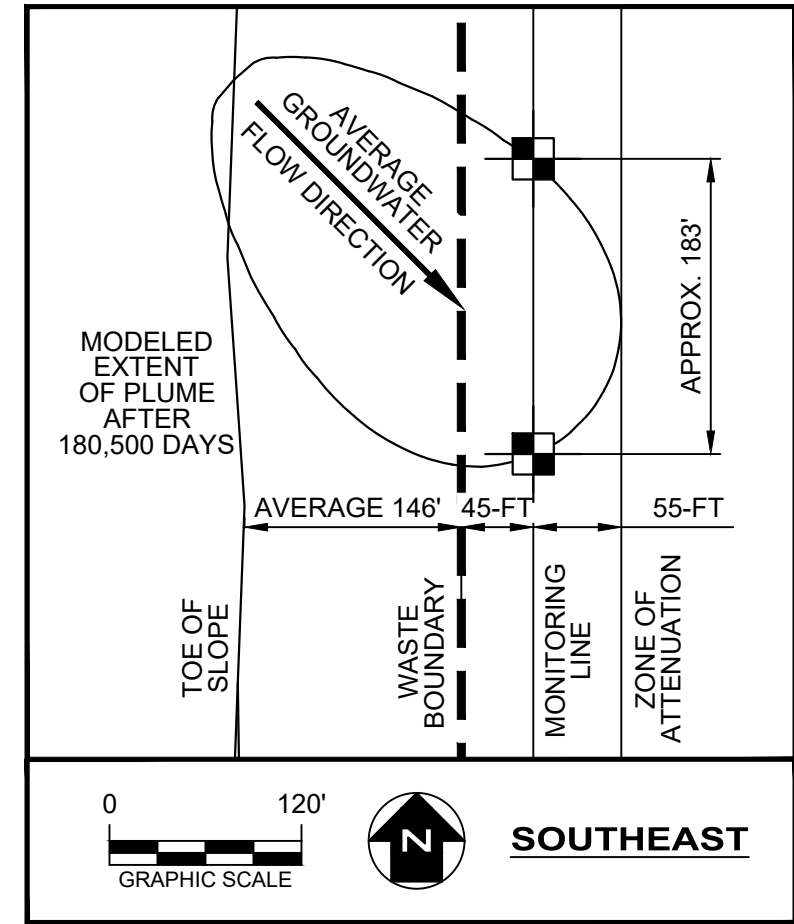 AVERAGE
GROUNDWATER
FLOW DIRECTION
APPROX. 183'
MODELED
EXTENT
OF PLUME
AFTER
180,500 DAYS
AVERAGE 146'
45-FT
55-FT
TOE OF
SLOPE
WASTE
BOUNDARY
MONITORING
LINE
ZONE OF
ATTENUATION
0
120'
GRAPHIC SCALE
N
SOUTHEAST